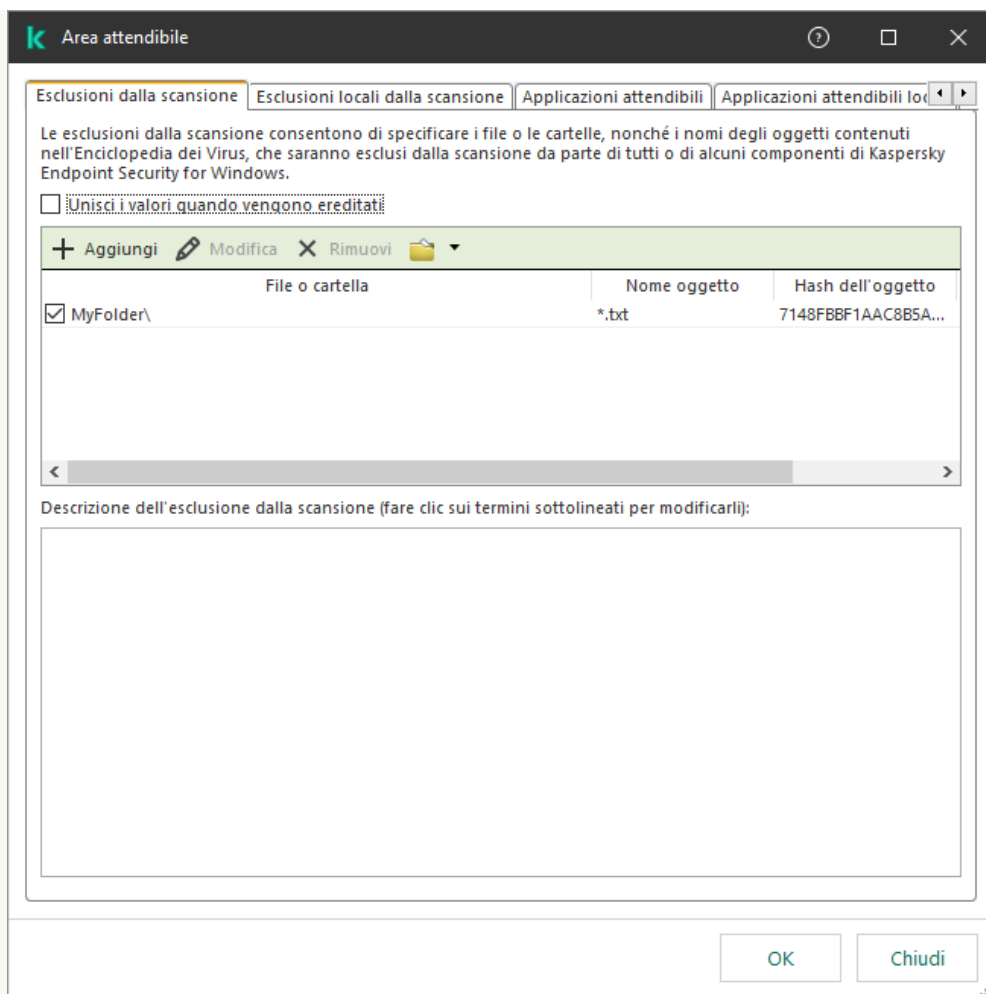 Area attendibile
Esclusioni dalla scansione Esclusioni locali dalla scansione Applicazioni attendibili Applicazioni attendibili loc
Le esclusioni dalla scansione consentono di specificare i file o le cartelle, nonché i nomi degli oggetti contenuti
nell'Enciclopedia dei Virus, che saranno esclusi dalla scansione da parte di tutti o di alcuni componenti di Kaspersky
Endpoint Security for Windows.
Unisci i valori quando vengono ereditati
Aggiungi Modifica Rimuovi
File o cartella Nome oggetto Hash dell'oggetto
MyFolder\ *.txt 7148FBBF1AAC8B5A...
Descrizione dell'esclusione dalla scansione (fare clic sui termini sottolineati per modificarli):
OK Chiudi